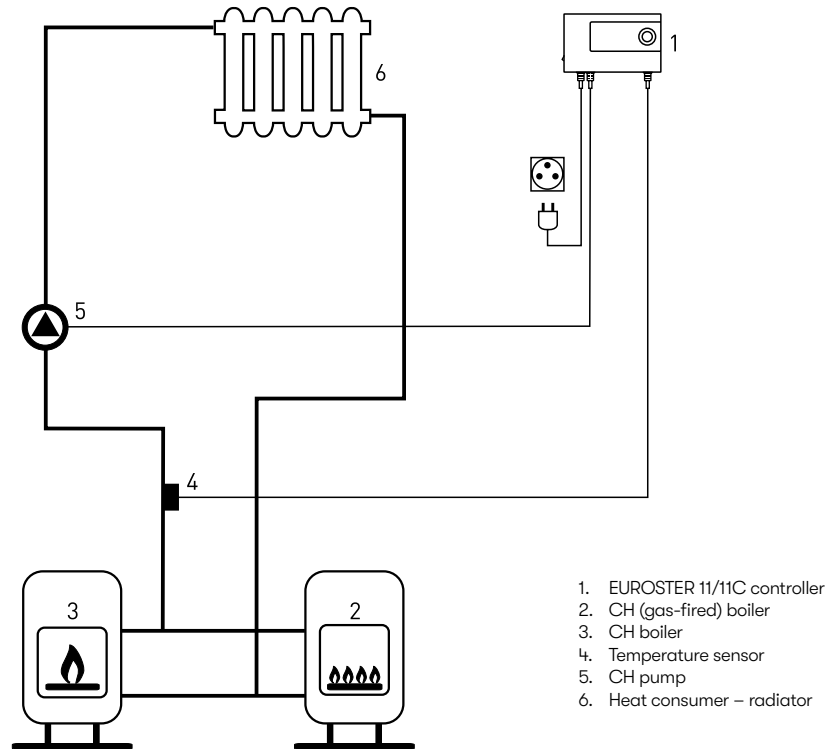 1
6
5
4
3
2
1. EUROSTER 11/11C controller
2. CH (gas-fired) boiler
3. CH boiler
4. Temperature sensor
5. CH pump
6. Heat consumer – radiator